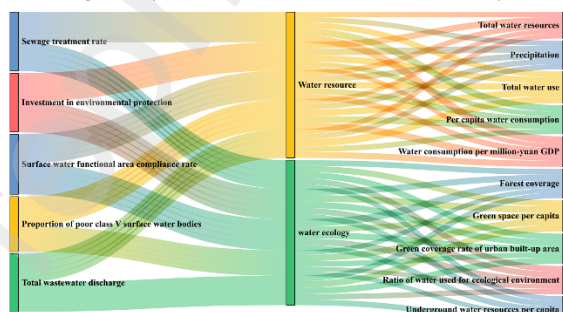 Sewage treatment rate
Investment in environmental protection
Surface water functional area compliance rate
Proportion of poor class V surface water bodies
Total wastewater discharge
Water resource
water ecology
Total water resources
Precipitation
Total water use
Per capita water consumption
Water consumption per million-yuan GDP
Forest coverage
Green space per capita
Green coverage rate of urban built-up area
Ratio of water used for ecological environment
Underground water resources per capita